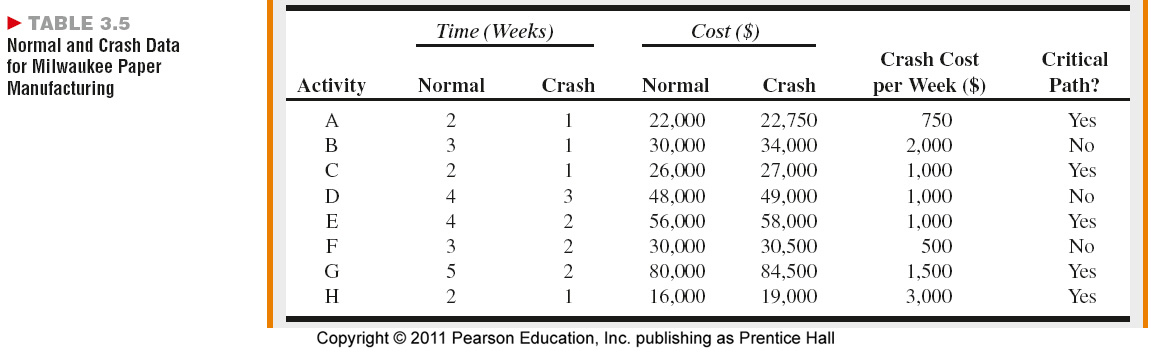 ► TABLE 3.5
Normal and Crash Data
for Milwaukee Paper
Manufacturing
Time (Weeks) Cost ($)
Crash Cost Critical
Activity Normal Crash Normal Crash per Week ($) Path?
A 2 1 22,000 22,750 750 Yes
B 3 1 30,000 34,000 2,000 No
C 2 1 26,000 27,000 1,000 Yes
D 4 3 48,000 49,000 1,000 No
E 4 2 56,000 58,000 1,000 Yes
F 3 2 30,000 30,500 500 No
G 5 2 80,000 84,500 1,500 Yes
H 2 1 16,000 19,000 3,000 Yes
Copyright © 2011 Pearson Education, Inc. publishing as Prentice Hall